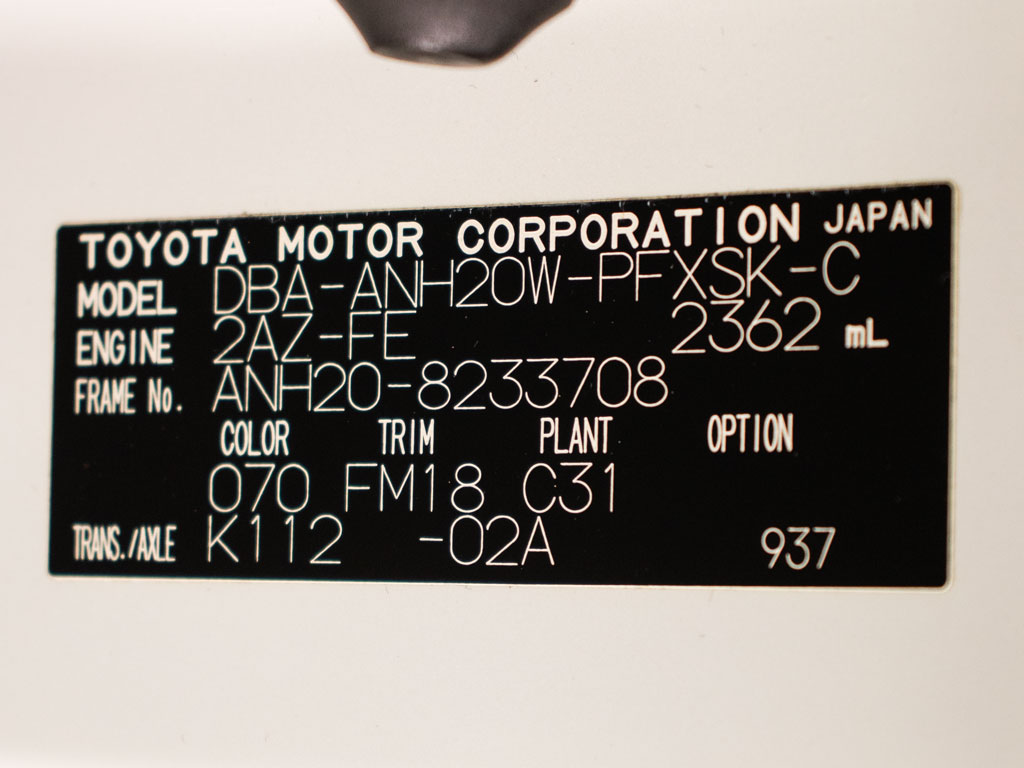 TOYOTA MOTOR CORPORATION JAPAN
MODEL DBA-ANH20W-PFXSK-C
ENGINE 2AZ-FE 2362 mL
FRAME No. ANH20-8233708
COLOR TRIM PLANT OPTION
070 FM18 C31
TRANS./AXLE K112 -02A 937